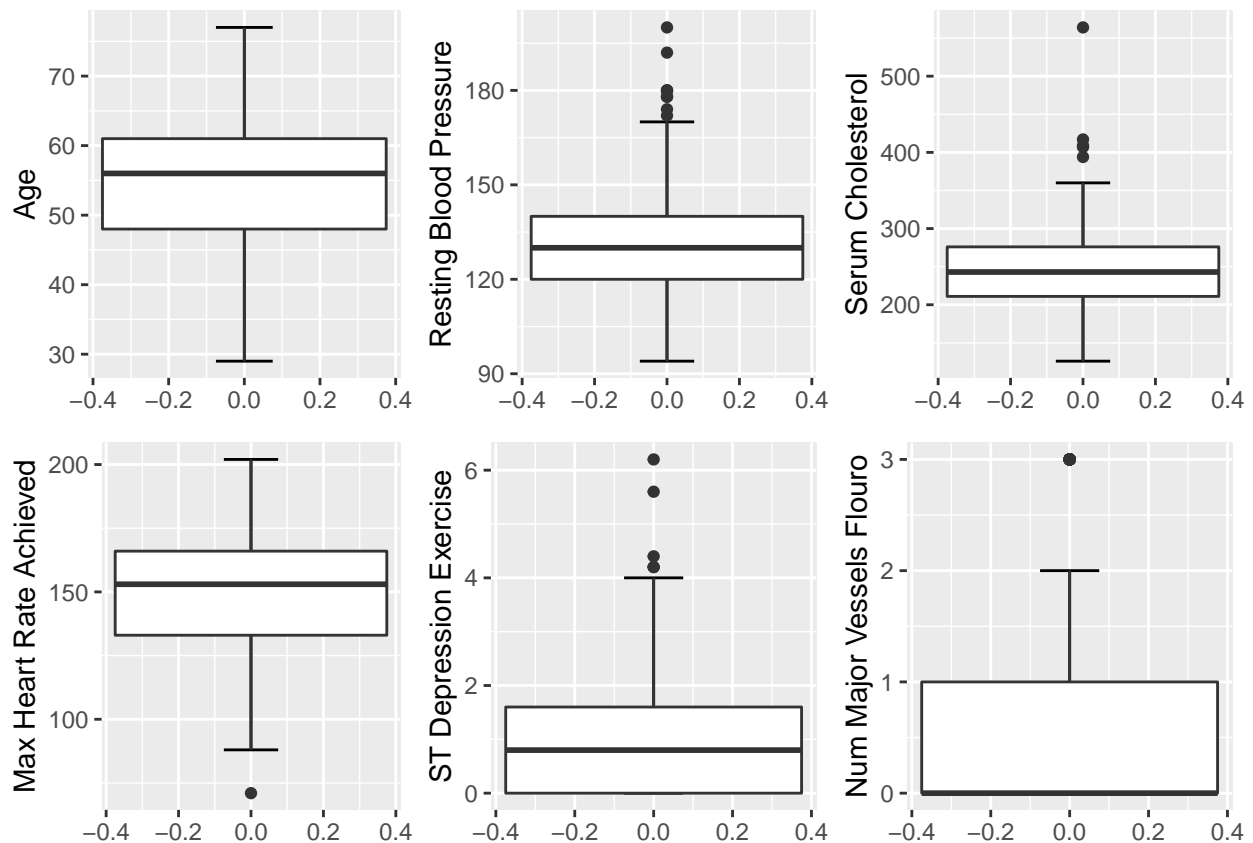 Age
70
60
50
40
30
−0.4 −0.2 0.0 0.2 0.4
Resting Blood Pressure
180
150
120
90
−0.4 −0.2 0.0 0.2 0.4
Serum Cholesterol
500
400
300
200
−0.4 −0.2 0.0 0.2 0.4
Max Heart Rate Achieved
200
150
100
−0.4 −0.2 0.0 0.2 0.4
ST Depression Exercise
6
4
2
0
−0.4 −0.2 0.0 0.2 0.4
Num Major Vessels Flouro
3
2
1
0
−0.4 −0.2 0.0 0.2 0.4